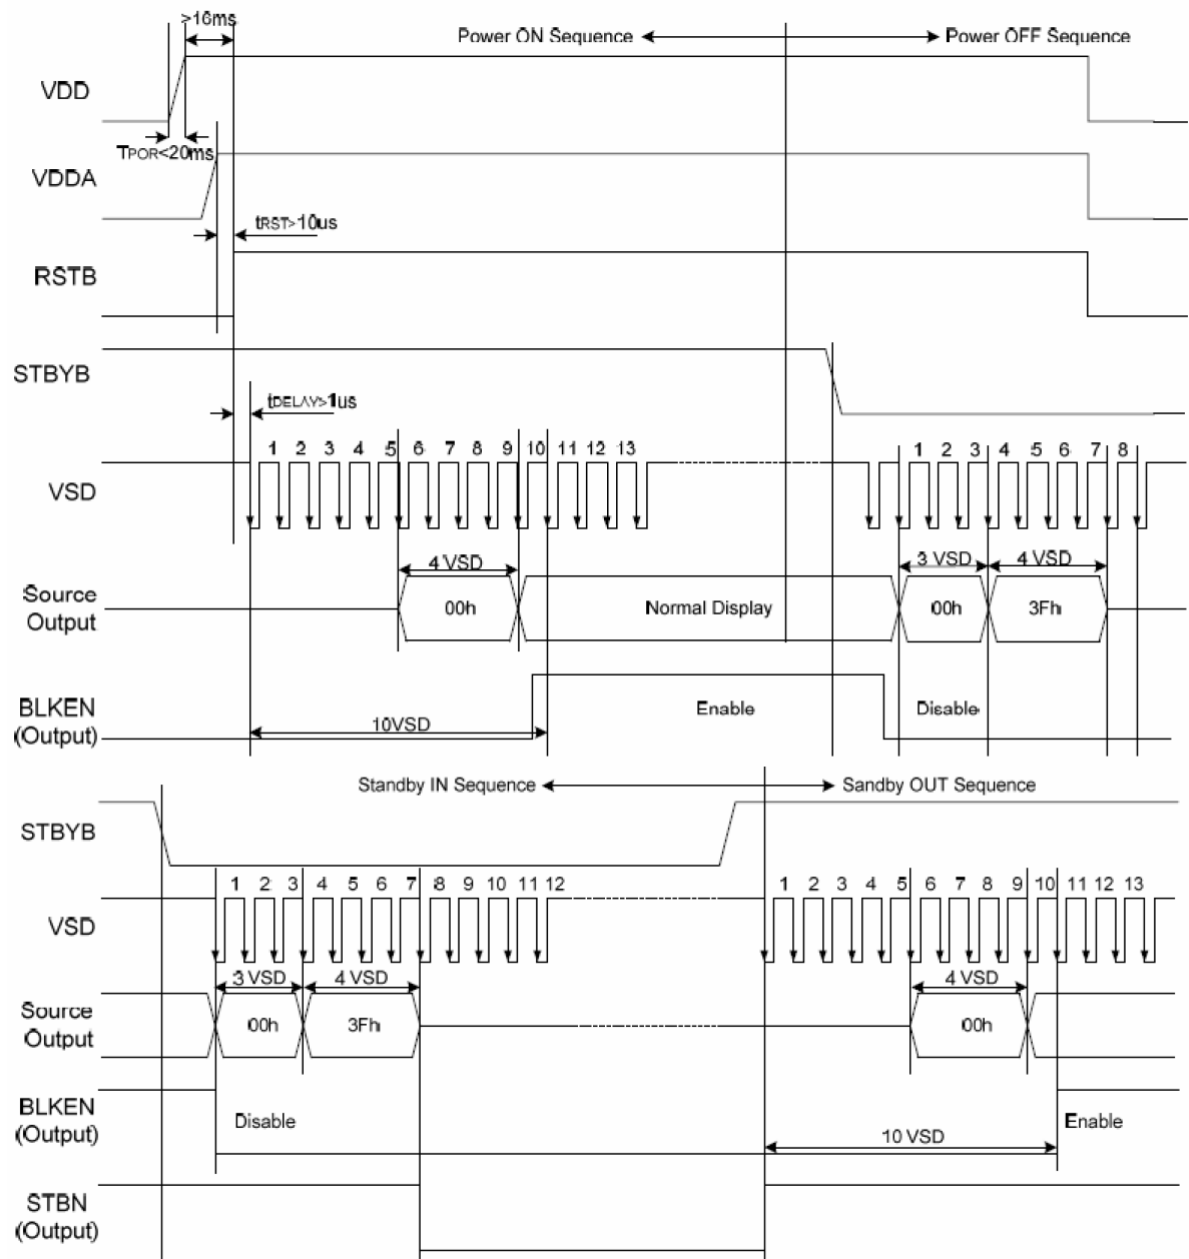 >16ms
Power ON Sequence
Power OFF Sequence
VDD
TPOR<20ms
VDDA
tRST>10us
RSTB
STBYB
tDELAY>1us
1 2 3 4 5 6 7 8 9 10 11 12 13
1 2 3 4 5 6 7 8
VSD
4 VSD
3 VSD
4 VSD
Source
Output
00h
Normal Display
00h
3Fh
BLKEN
(Output)
10VSD
Enable
Disable
Standby IN Sequence
Sandby OUT Sequence
STBYB
1 2 3 4 5 6 7 8 9 10 11 12
1 2 3 4 5 6 7 8 9 10 11 12 13
VSD
3 VSD
4 VSD
4 VSD
Source
Output
00h
3Fh
00h
BLKEN
(Output)
Disable
10 VSD
Enable
STBN
(Output)